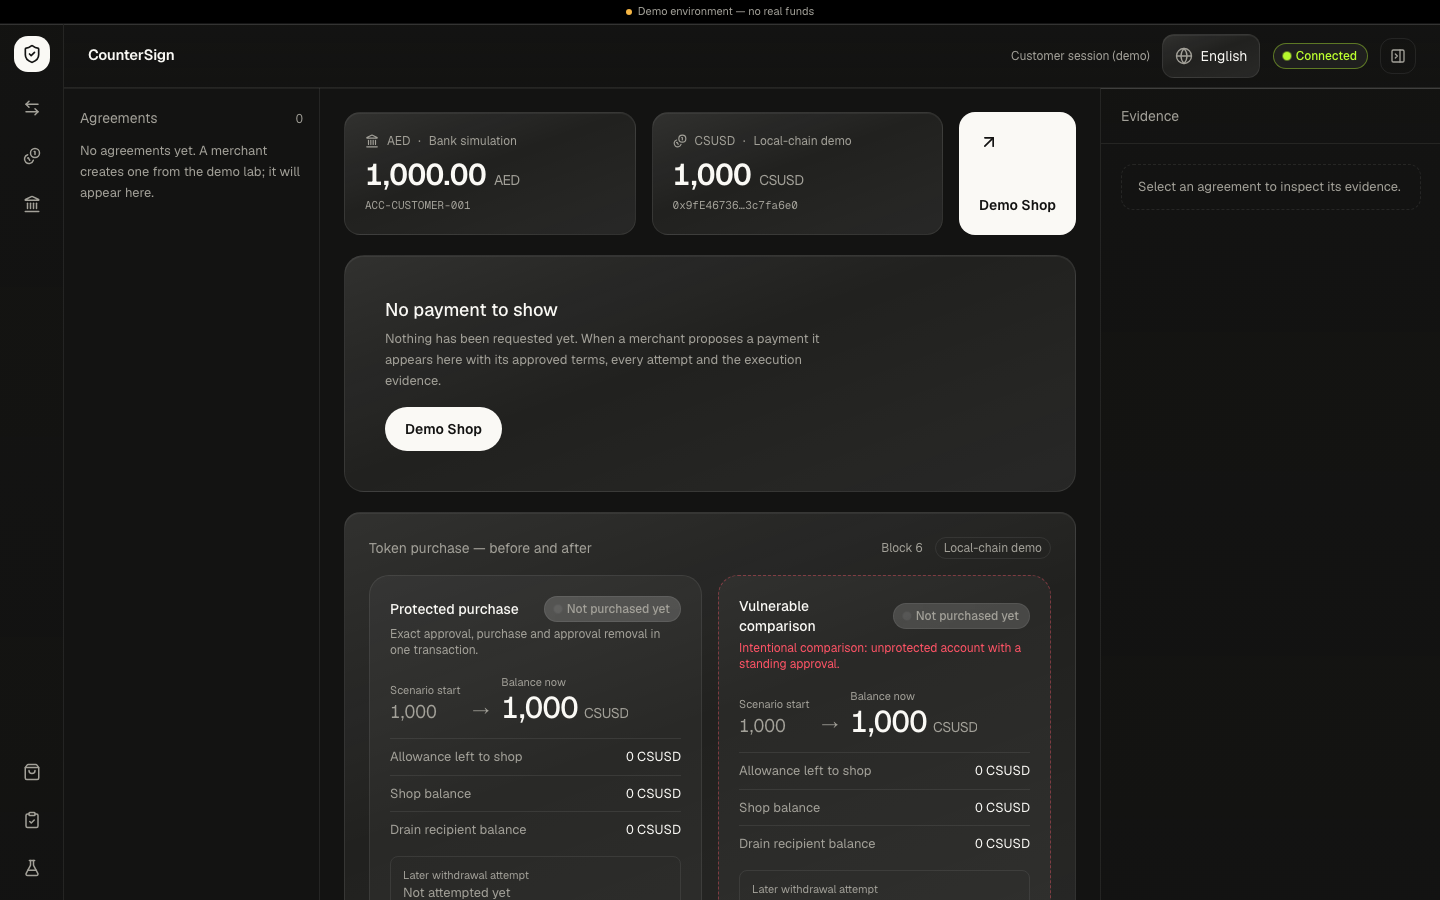 Demo environment — no real funds
CounterSign
Customer session (demo)
English
Connected
Agreements
0
No agreements yet. A merchant
creates one from the demo lab; it will
appear here.
AED · Bank simulation
1,000.00 AED
ACC-CUSTOMER-001
CSUSD · Local-chain demo
1,000 CSUSD
0x9fE46736…3c7fa6e0
Demo Shop
Evidence
Select an agreement to inspect its evidence.
No payment to show
Nothing has been requested yet. When a merchant proposes a payment it
appears here with its approved terms, every attempt and the execution
evidence.
Demo Shop
Token purchase — before and after
Block 6
Local-chain demo
Protected purchase
Not purchased yet
Exact approval, purchase and approval removal in
one transaction.
Scenario start
1,000
→
Balance now
1,000 CSUSD
Allowance left to shop
0 CSUSD
Shop balance
0 CSUSD
Drain recipient balance
0 CSUSD
Later withdrawal attempt
Not attempted yet
Vulnerable
comparison
Not purchased yet
Intentional comparison: unprotected account with a
standing approval.
Scenario start
1,000
→
Balance now
1,000 CSUSD
Allowance left to shop
0 CSUSD
Shop balance
0 CSUSD
Drain recipient balance
0 CSUSD
Later withdrawal attempt